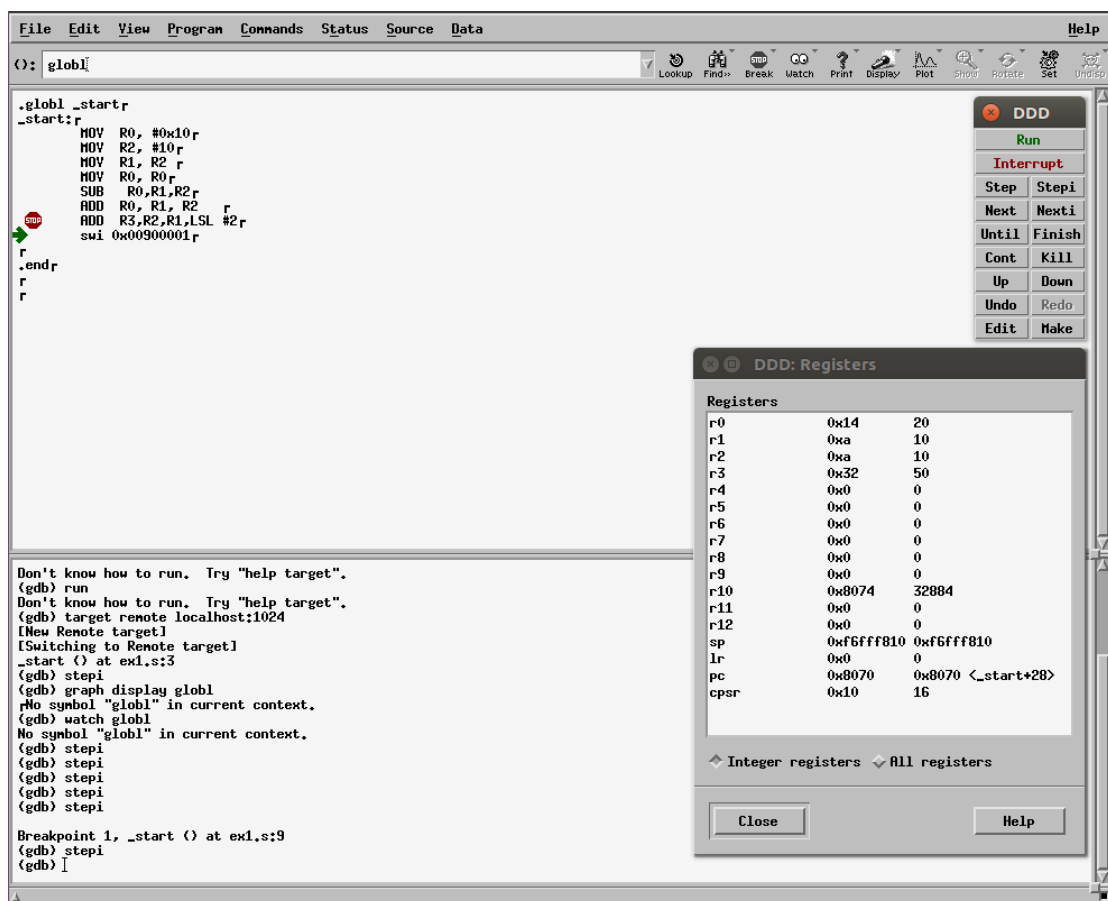 File Edit View Program Commands Status Source Data Help
(): globl
Lookup Find» Break Watch Print Display Plot Show Rotate Set Undisp
.globl _start
_start:
MOV R0, #0x10
MOV R2, #10
MOV R1, R2
MOV R0, R0
SUB R0,R1,R2
ADD R0, R1, R2
STOP
ADD R3,R2,R1,LSL #2
swi 0x00900001
.end
DDD
Run
Interrupt
Step Stepi
Next Nexti
Until Finish
Cont Kill
Up Down
Undo Redo
Edit Make
DDD: Registers
Registers
r0 0x14 20
r1 0xa 10
r2 0xa 10
r3 0x32 50
r4 0x0 0
r5 0x0 0
r6 0x0 0
r7 0x0 0
r8 0x0 0
r9 0x0 0
r10 0x8074 32884
r11 0x0 0
r12 0x0 0
sp 0xf6fff810 0xf6fff810
lr 0x0 0
pc 0x8070 0x8070 <_start+28>
cpsr 0x10 16
Integer registers All registers
Close Help
Don't know how to run. Try "help target".
(gdb) run
Don't know how to run. Try "help target".
(gdb) target remote localhost:1024
[New Remote target]
[Switching to Remote target]
_start () at ex1.s:3
(gdb) stepi
(gdb) graph display globl
No symbol "globl" in current context.
(gdb) watch globl
No symbol "globl" in current context.
(gdb) stepi
(gdb) stepi
(gdb) stepi
(gdb) stepi
(gdb) stepi
Breakpoint 1, _start () at ex1.s:9
(gdb) stepi
(gdb)